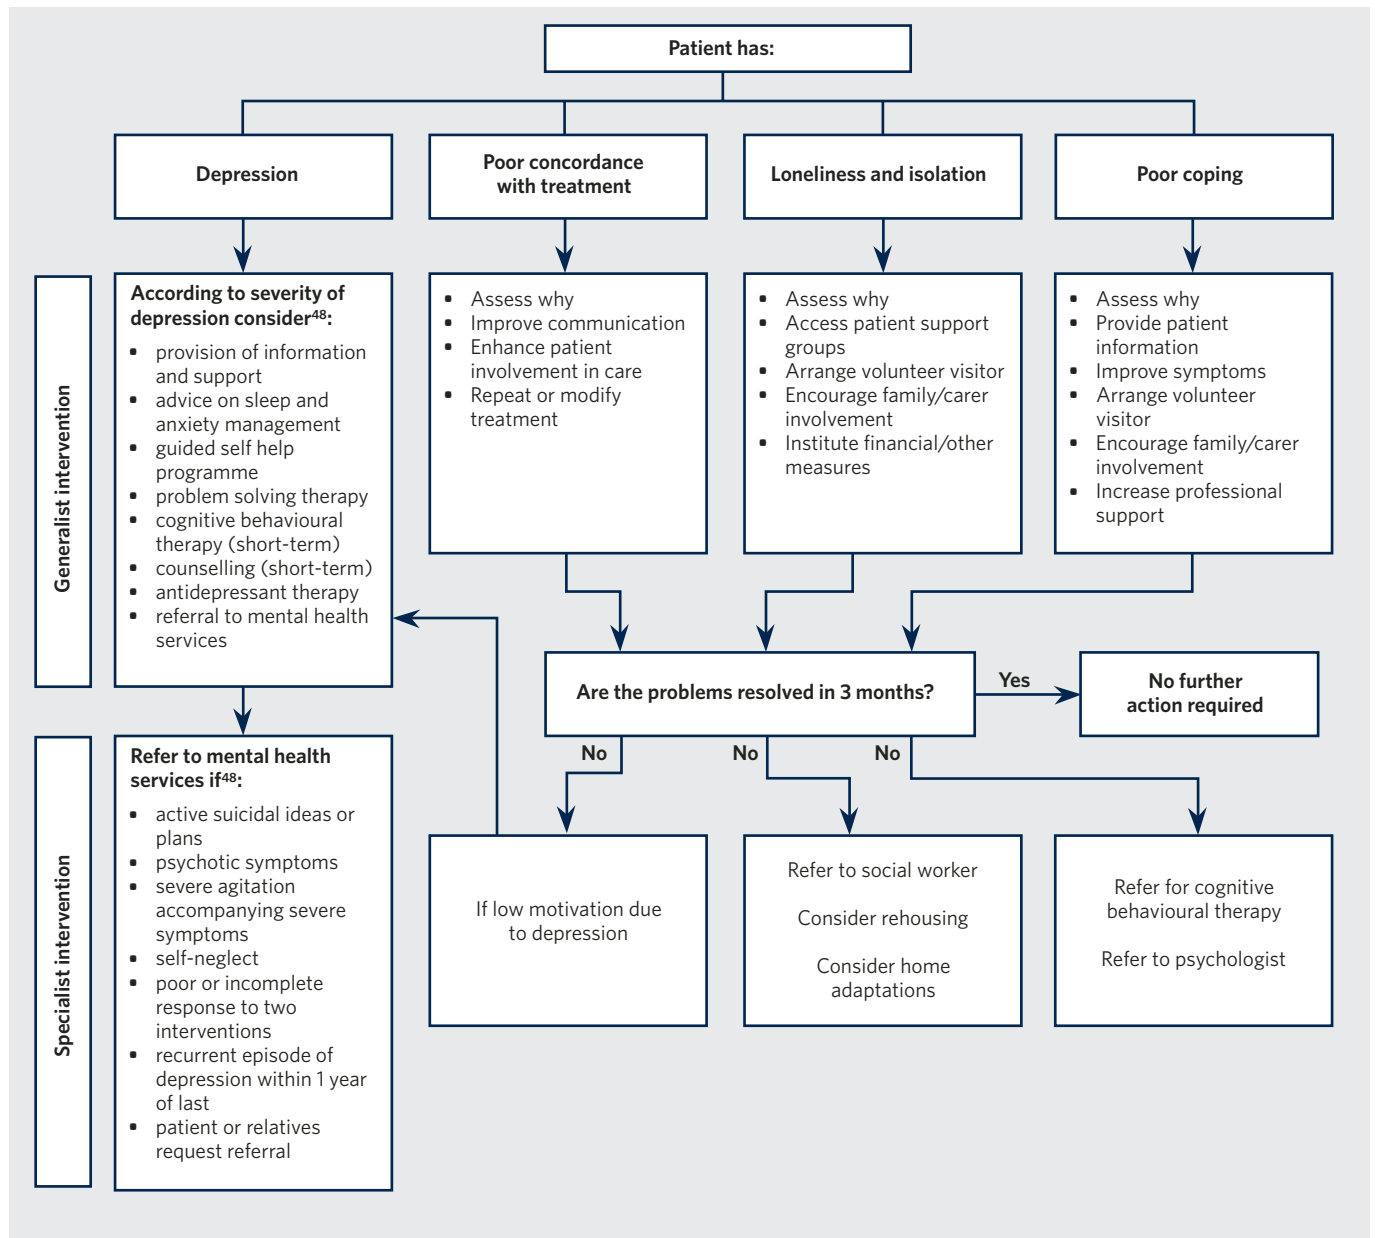 Patient has:
Depression
Poor concordance
with treatment
Loneliness and isolation
Poor coping
Generalist intervention
According to severity of
depression consider⁴⁸:
▪ provision of information
and support
▪ advice on sleep and
anxiety management
▪ guided self help
programme
▪ problem solving therapy
▪ cognitive behavioural
therapy (short-term)
▪ counselling (short-term)
▪ antidepressant therapy
▪ referral to mental health
services
▪ Assess why
▪ Improve communication
▪ Enhance patient
involvement in care
▪ Repeat or modify
treatment
▪ Assess why
▪ Access patient support
groups
▪ Arrange volunteer visitor
▪ Encourage family/carer
involvement
▪ Institute financial/other
measures
▪ Assess why
▪ Provide patient
information
▪ Improve symptoms
▪ Arrange volunteer
visitor
▪ Encourage family/carer
involvement
▪ Increase professional
support
Are the problems resolved in 3 months?
Yes
No further
action required
No
No
No
Specialist intervention
Refer to mental health
services if⁴⁸:
▪ active suicidal ideas or
plans
▪ psychotic symptoms
▪ severe agitation
accompanying severe
symptoms
▪ self-neglect
▪ poor or incomplete
response to two
interventions
▪ recurrent episode of
depression within 1 year
of last
▪ patient or relatives
request referral
If low motivation due
to depression
Refer to social worker
Consider rehousing
Consider home
adaptations
Refer for cognitive
behavioural therapy
Refer to psychologist